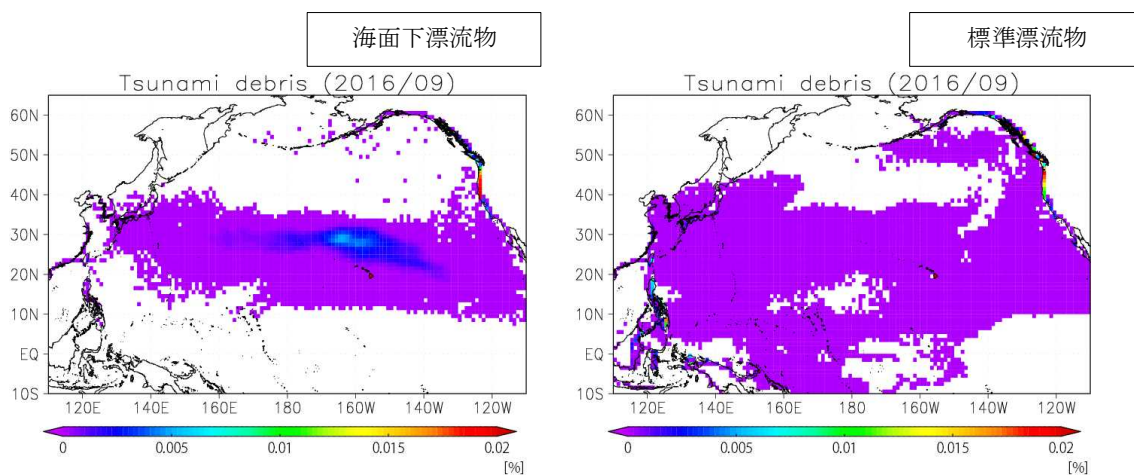 海面下漂流物
標準漂流物
Tsunami debris (2016/09)
60N
50N
40N
30N
20N
10N
EQ
10S
120E
140E
160E
180
160W
140W
120W
0
0.005
0.01
0.015
0.02
[%]
Tsunami debris (2016/09)
60N
50N
40N
30N
20N
10N
EQ
10S
120E
140E
160E
180
160W
140W
120W
0
0.005
0.01
0.015
0.02
[%]